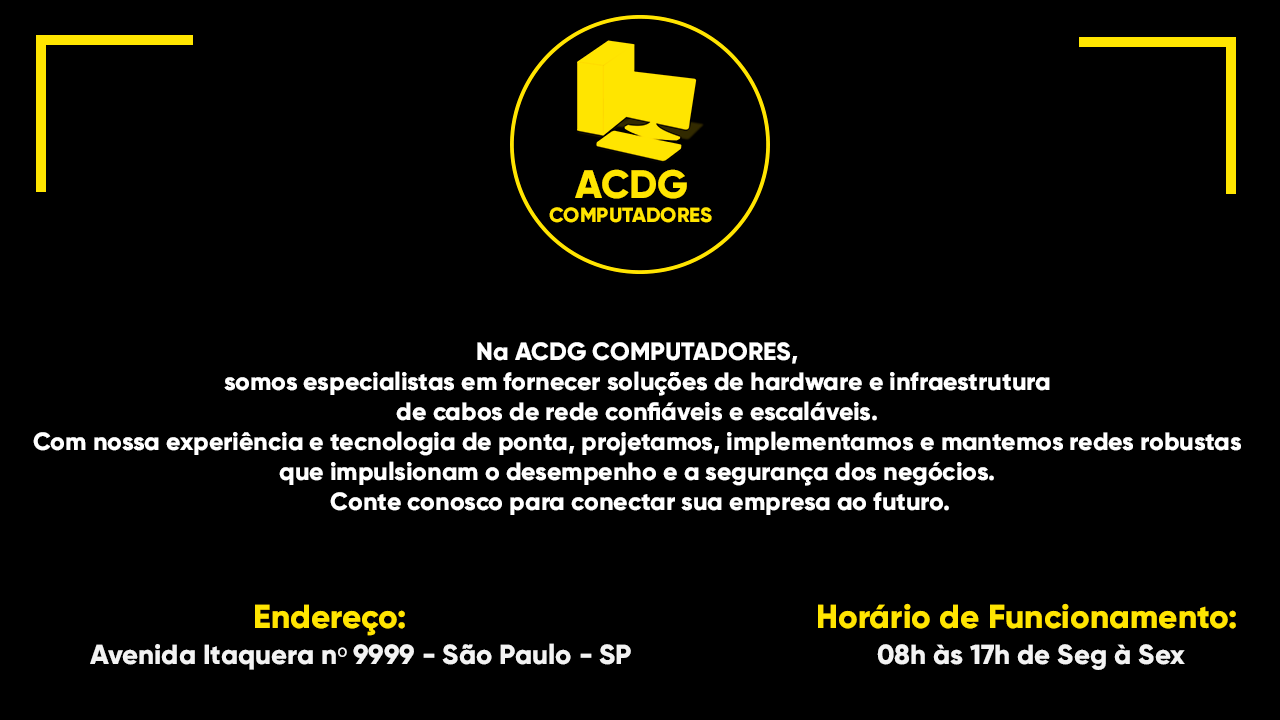 ACDG
COMPUTADORES
Na ACDG COMPUTADORES,
somos especialistas em fornecer soluções de hardware e infraestrutura
de cabos de rede confiáveis e escaláveis.
Com nossa experiência e tecnologia de ponta, projetamos, implementamos e mantemos redes robustas
que impulsionam o desempenho e a segurança dos negócios.
Conte conosco para conectar sua empresa ao futuro.
Endereço:
Avenida Itaquera nº 9999 - São Paulo - SP
Horário de Funcionamento:
08h às 17h de Seg à Sex